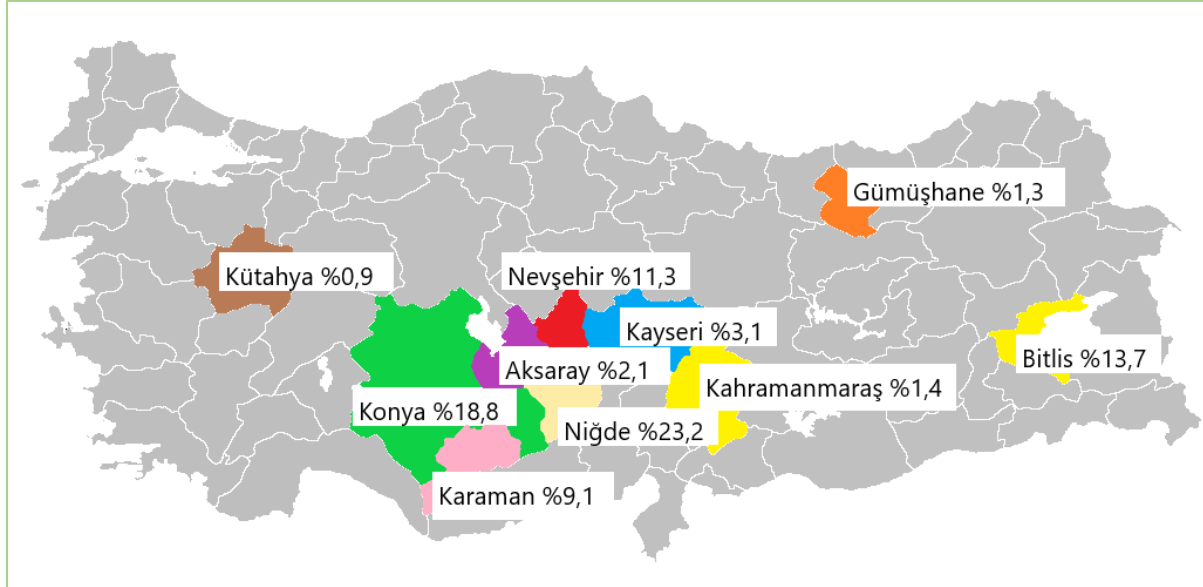 Gümüşhane %1,3
Kütahya %0,9
Nevşehir %11,3
Kayseri %3,1
Bitlis %13,7
Aksaray %2,1
Kahramanmaraş %1,4
Konya %18,8
Niğde %23,2
Karaman %9,1